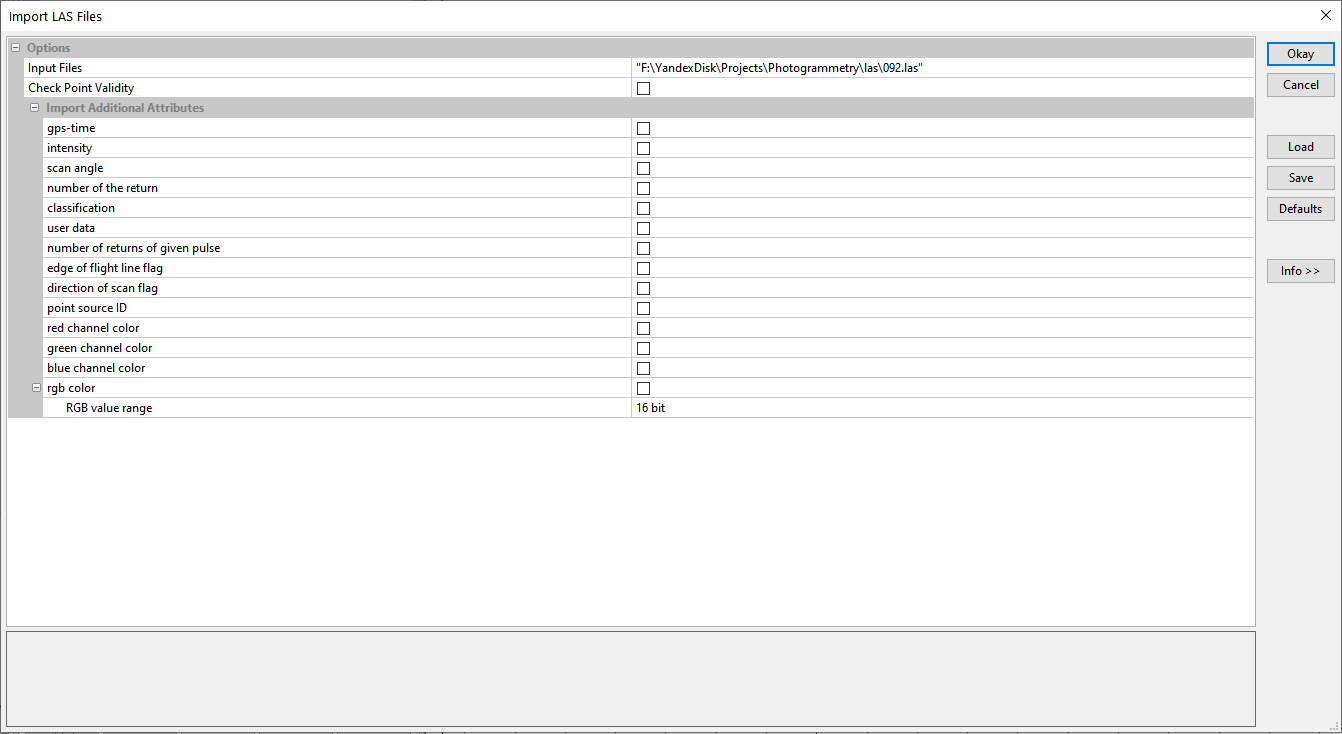 Import LAS Files
Options
Input Files "F:\YandexDisk\Projects\Photogrammetry\las\092.las"
Check Point Validity
Import Additional Attributes
gps-time
intensity
scan angle
number of the return
classification
user data
number of returns of given pulse
edge of flight line flag
direction of scan flag
point source ID
red channel color
green channel color
blue channel color
rgb color
RGB value range 16 bit
Okay
Cancel
Load
Save
Defaults
Info >>